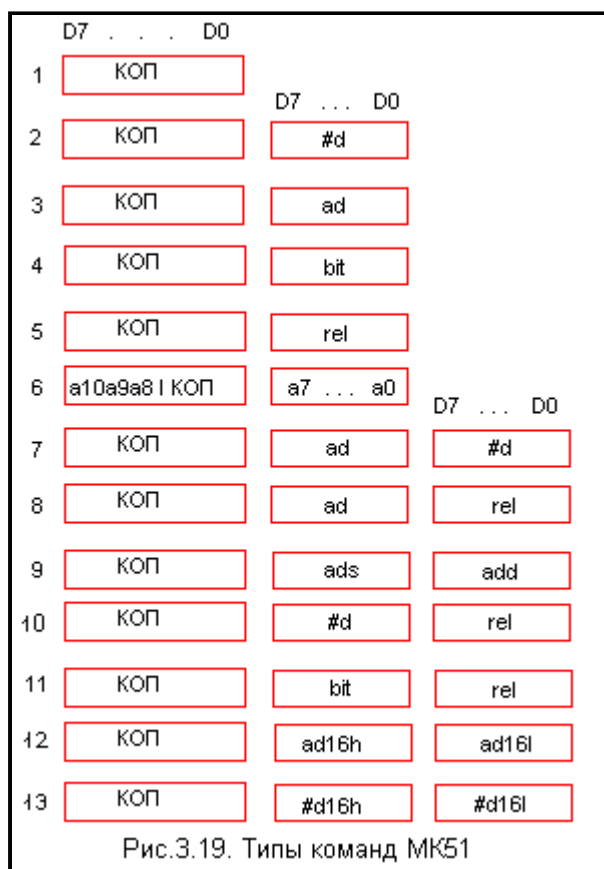 D7 . . . D0
1 КОП
D7 ... D0
2 КОП #d
3 КОП ad
4 КОП bit
5 КОП rel
6 a10a9a8 I КОП a7 ... a0
D7 ... D0
7 КОП ad #d
8 КОП ad rel
9 КОП ads add
10 КОП #d rel
11 КОП bit rel
12 КОП ad16h ad16l
13 КОП #d16h #d16l
Рис.3.19. Типы команд МК51